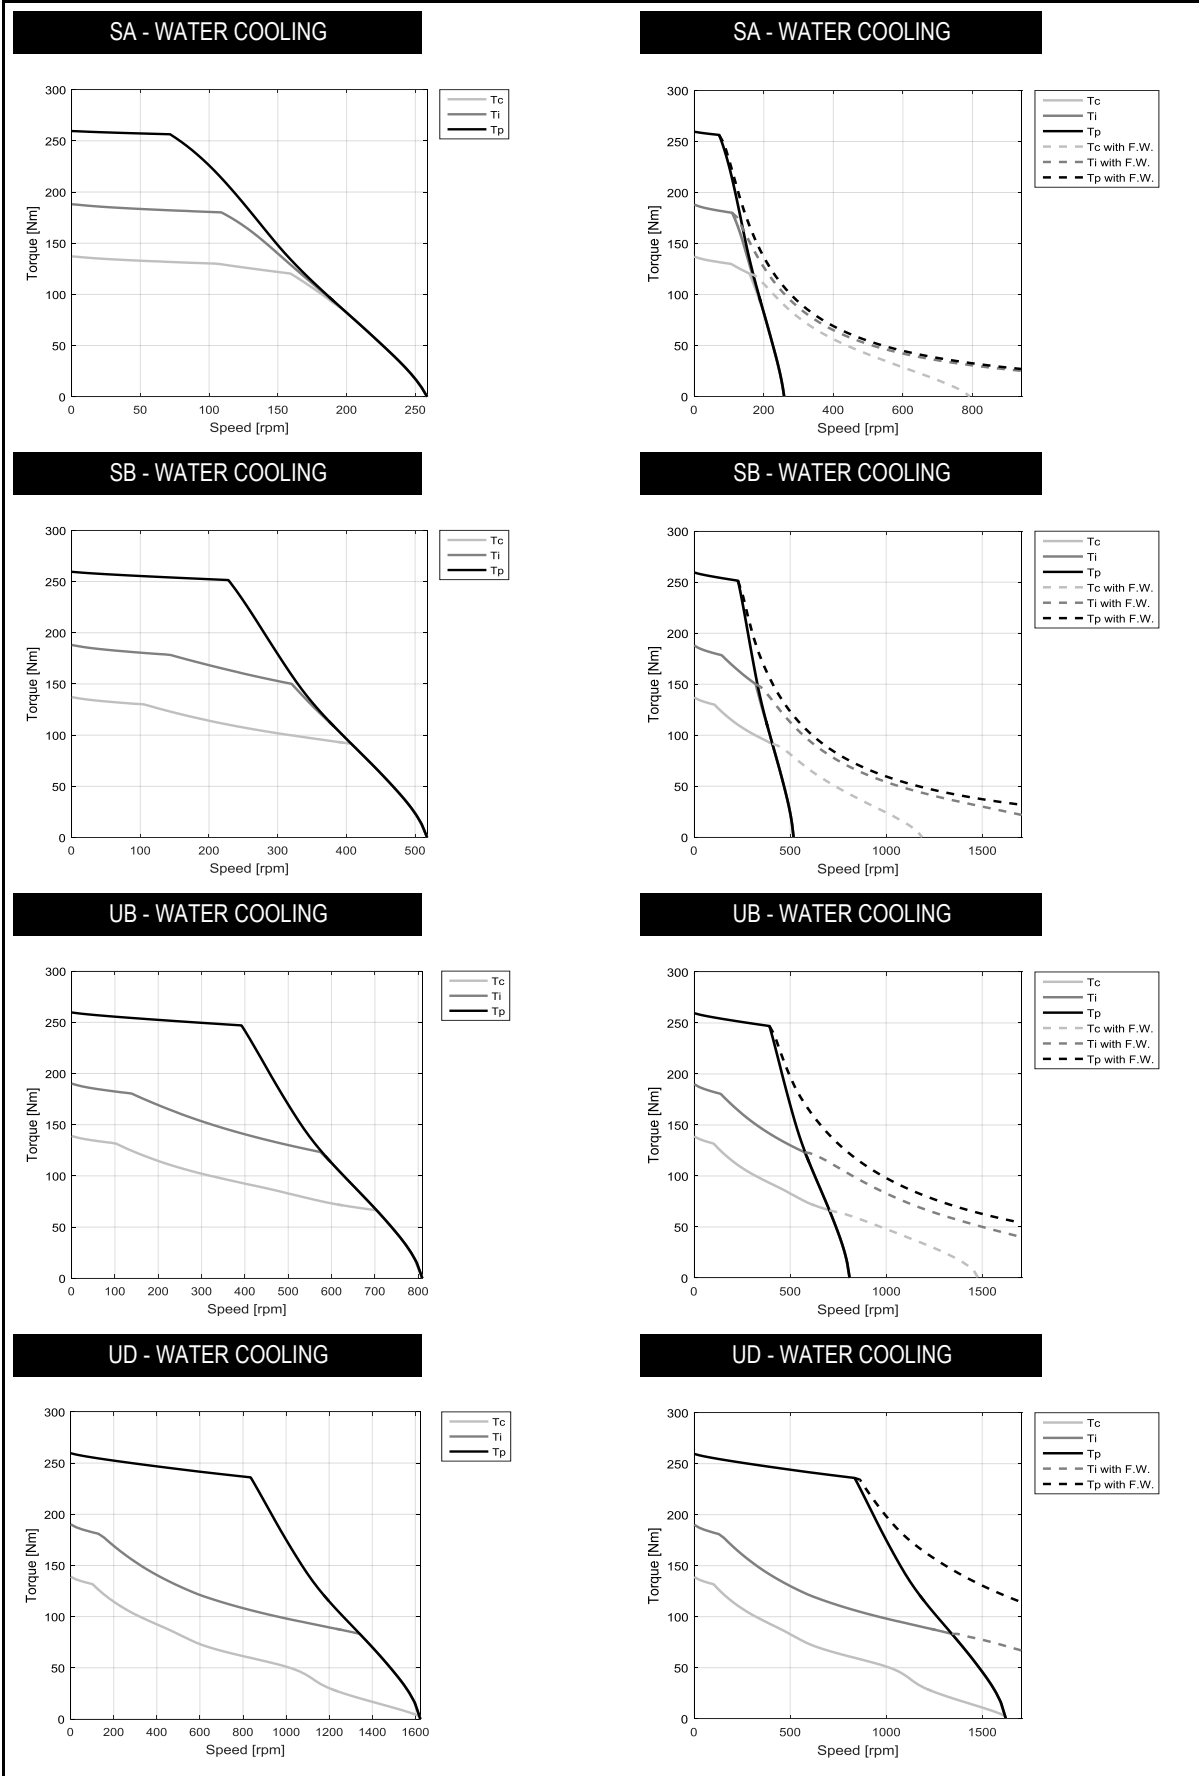 SA - WATER COOLING
SA - WATER COOLING
300
250
200
150
100
50
0
Torque [Nm]
0 50 100 150 200 250
Speed [rpm]
Tc
Ti
Tp
300
250
200
150
100
50
0
Torque [Nm]
0 200 400 600 800
Speed [rpm]
Tc
Ti
Tp
Tc with F.W.
Ti with F.W.
Tp with F.W.
SB - WATER COOLING
SB - WATER COOLING
300
250
200
150
100
50
0
Torque [Nm]
0 100 200 300 400 500
Speed [rpm]
Tc
Ti
Tp
300
250
200
150
100
50
0
Torque [Nm]
0 500 1000 1500
Speed [rpm]
Tc
Ti
Tp
Tc with F.W.
Ti with F.W.
Tp with F.W.
UB - WATER COOLING
UB - WATER COOLING
300
250
200
150
100
50
0
Torque [Nm]
0 100 200 300 400 500 600 700 800
Speed [rpm]
Tc
Ti
Tp
300
250
200
150
100
50
0
Torque [Nm]
0 500 1000 1500
Speed [rpm]
Tc
Ti
Tp
Tc with F.W.
Ti with F.W.
Tp with F.W.
UD - WATER COOLING
UD - WATER COOLING
300
250
200
150
100
50
0
Torque [Nm]
0 200 400 600 800 1000 1200 1400 1600
Speed [rpm]
Tc
Ti
Tp
300
250
200
150
100
50
0
Torque [Nm]
0 500 1000 1500
Speed [rpm]
Tc
Ti
Tp
Ti with F.W.
Tp with F.W.